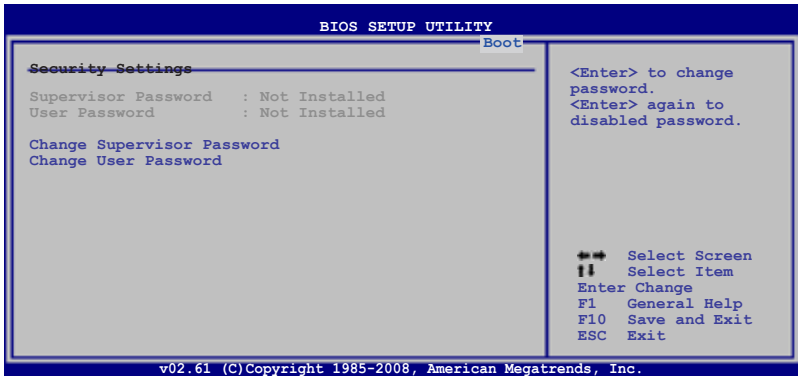 BIOS SETUP UTILITY
Boot
Security Settings
Supervisor Password : Not Installed
User Password : Not Installed
Change Supervisor Password
Change User Password
<Enter> to change
password.
<Enter> again to
disabled password.
←→ Select Screen
↑↓ Select Item
Enter Change
F1 General Help
F10 Save and Exit
ESC Exit
v02.61 (C)Copyright 1985-2008, American Megatrends, Inc.